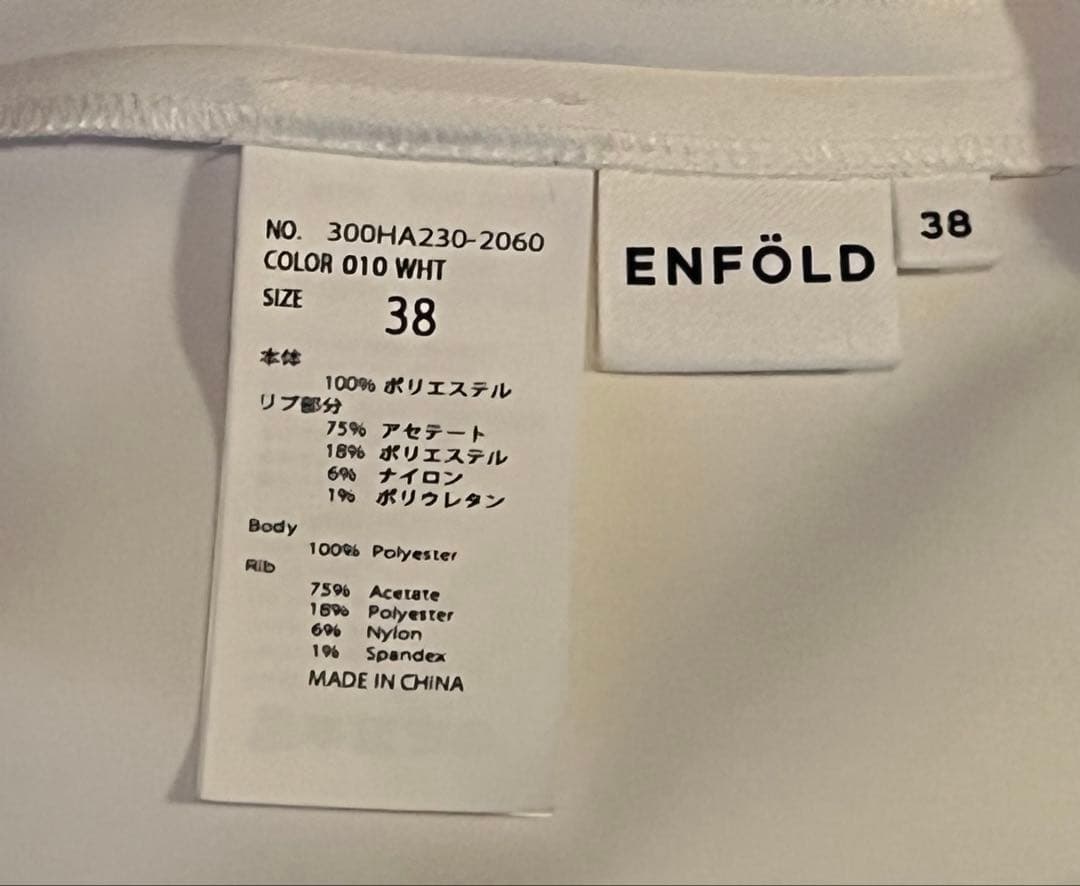 NO. 300HA230-2060
COLOR 010 WHT
SIZE 38
本体
100% ポリエステル
リブ部分
75% アセテート
18% ポリエステル
6% ナイロン
1% ポリウレタン
Body
100% Polyester
Rib
75% Acetate
18% Polyester
6% Nylon
1% Spandex
MADE IN CHINA
ENFÖLD
38